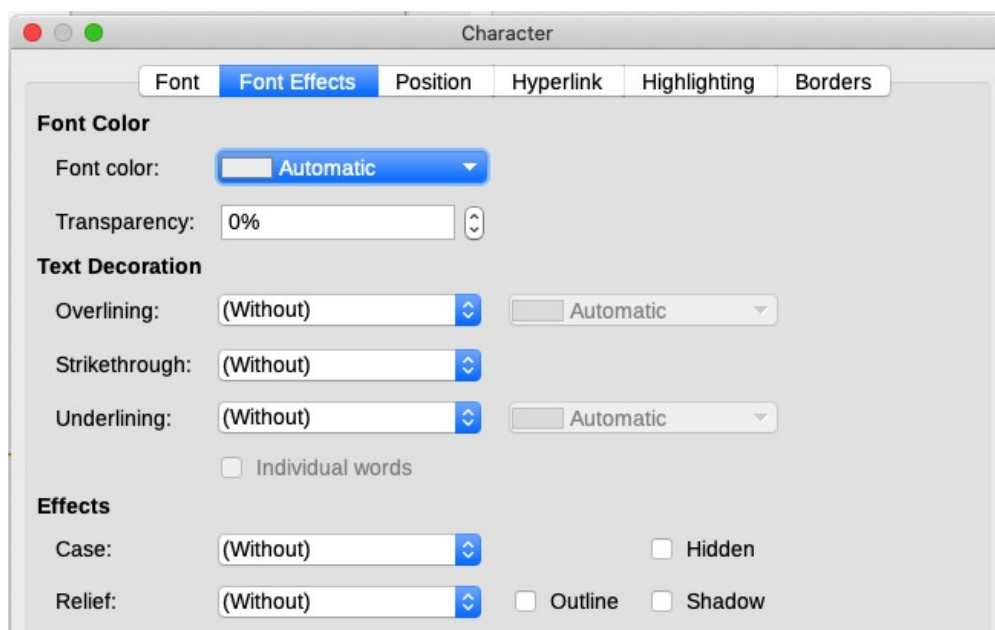 Character
Font Font Effects Position Hyperlink Highlighting Borders
Font Color
Font color: Automatic
Transparency: 0%
Text Decoration
Overlining: (Without) Automatic
Strikethrough: (Without)
Underlining: (Without) Automatic
Individual words
Effects
Case: (Without) Hidden
Relief: (Without) Outline Shadow